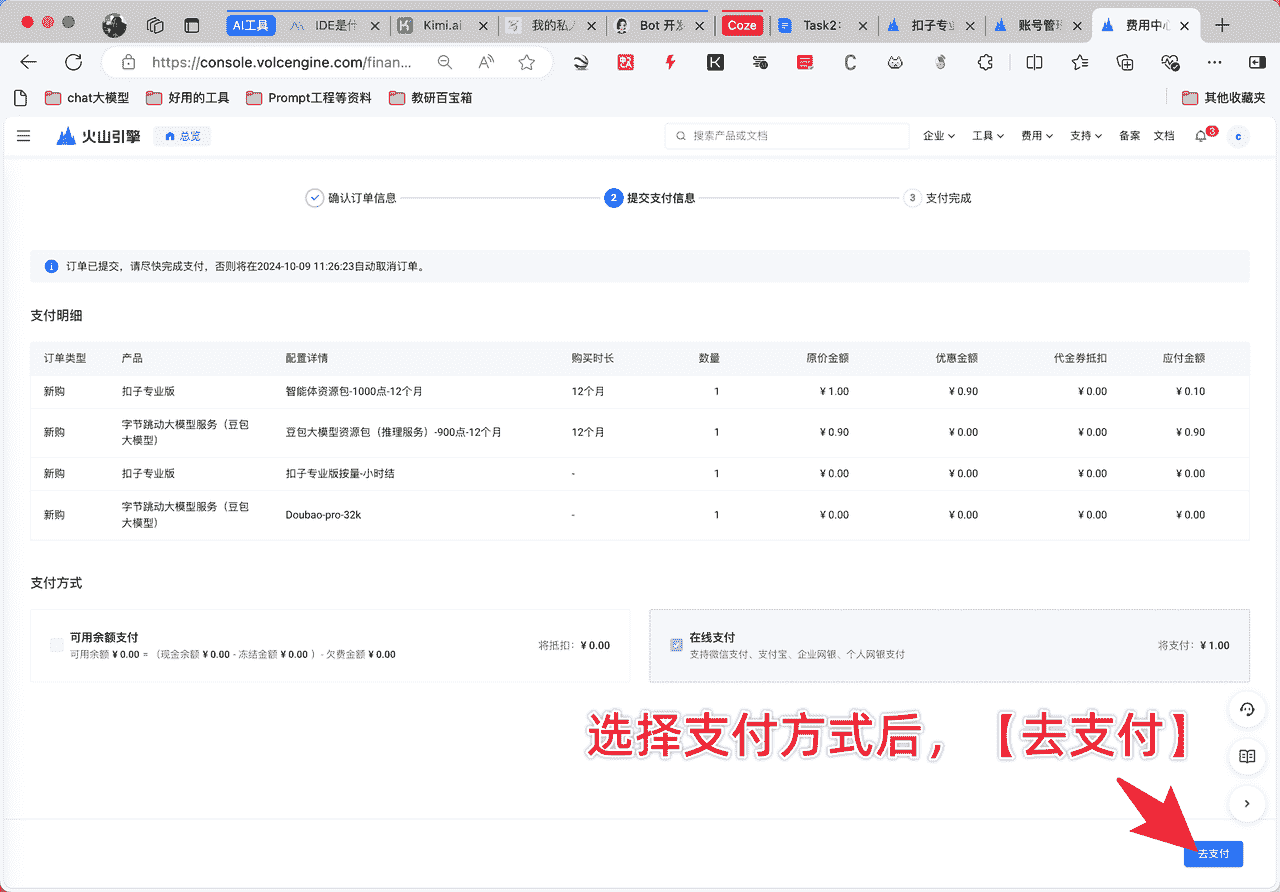 AI工具
IDE是什
Kimi.ai
我的私人
Bot 开发
Coze
Task2:
扣子专业
账号管理
费用中心
https://console.volcengine.com/finan...
chat大模型
好用的工具
Prompt工程等资料
教研百宝箱
其他收藏夹
火山引擎
总览
搜索产品或文档
企业
工具
费用
支持
备案
文档
3
c
确认订单信息
2 提交支付信息
3 支付完成
订单已提交，请尽快完成支付，否则将在2024-10-09 11:26:23自动取消订单。
支付明细
订单类型 产品 配置详情 购买时长 数量 原价金额 优惠金额 代金券抵扣 应付金额
新购 扣子专业版 智能体资源包-1000点-12个月 12个月 1 ¥ 1.00 ¥ 0.90 ¥ 0.00 ¥ 0.10
新购 字节跳动大模型服务（豆包
大模型） 豆包大模型资源包（推理服务）-900点-12个月 12个月 1 ¥ 0.90 ¥ 0.00 ¥ 0.00 ¥ 0.90
新购 扣子专业版 扣子专业版按量-小时结 - 1 ¥ 0.00 ¥ 0.00 ¥ 0.00 ¥ 0.00
新购 字节跳动大模型服务（豆包
大模型） Doubao-pro-32k - 1 ¥ 0.00 ¥ 0.00 ¥ 0.00 ¥ 0.00
支付方式
可用余额支付
可用余额 ¥ 0.00 = （现金余额 ¥ 0.00 - 冻结金额 ¥ 0.00 ）- 欠费金额 ¥ 0.00
将抵扣：¥ 0.00
在线支付
支持微信支付、支付宝、企业网银、个人网银支付
将支付：¥ 1.00
选择支付方式后，【去支付】
去支付